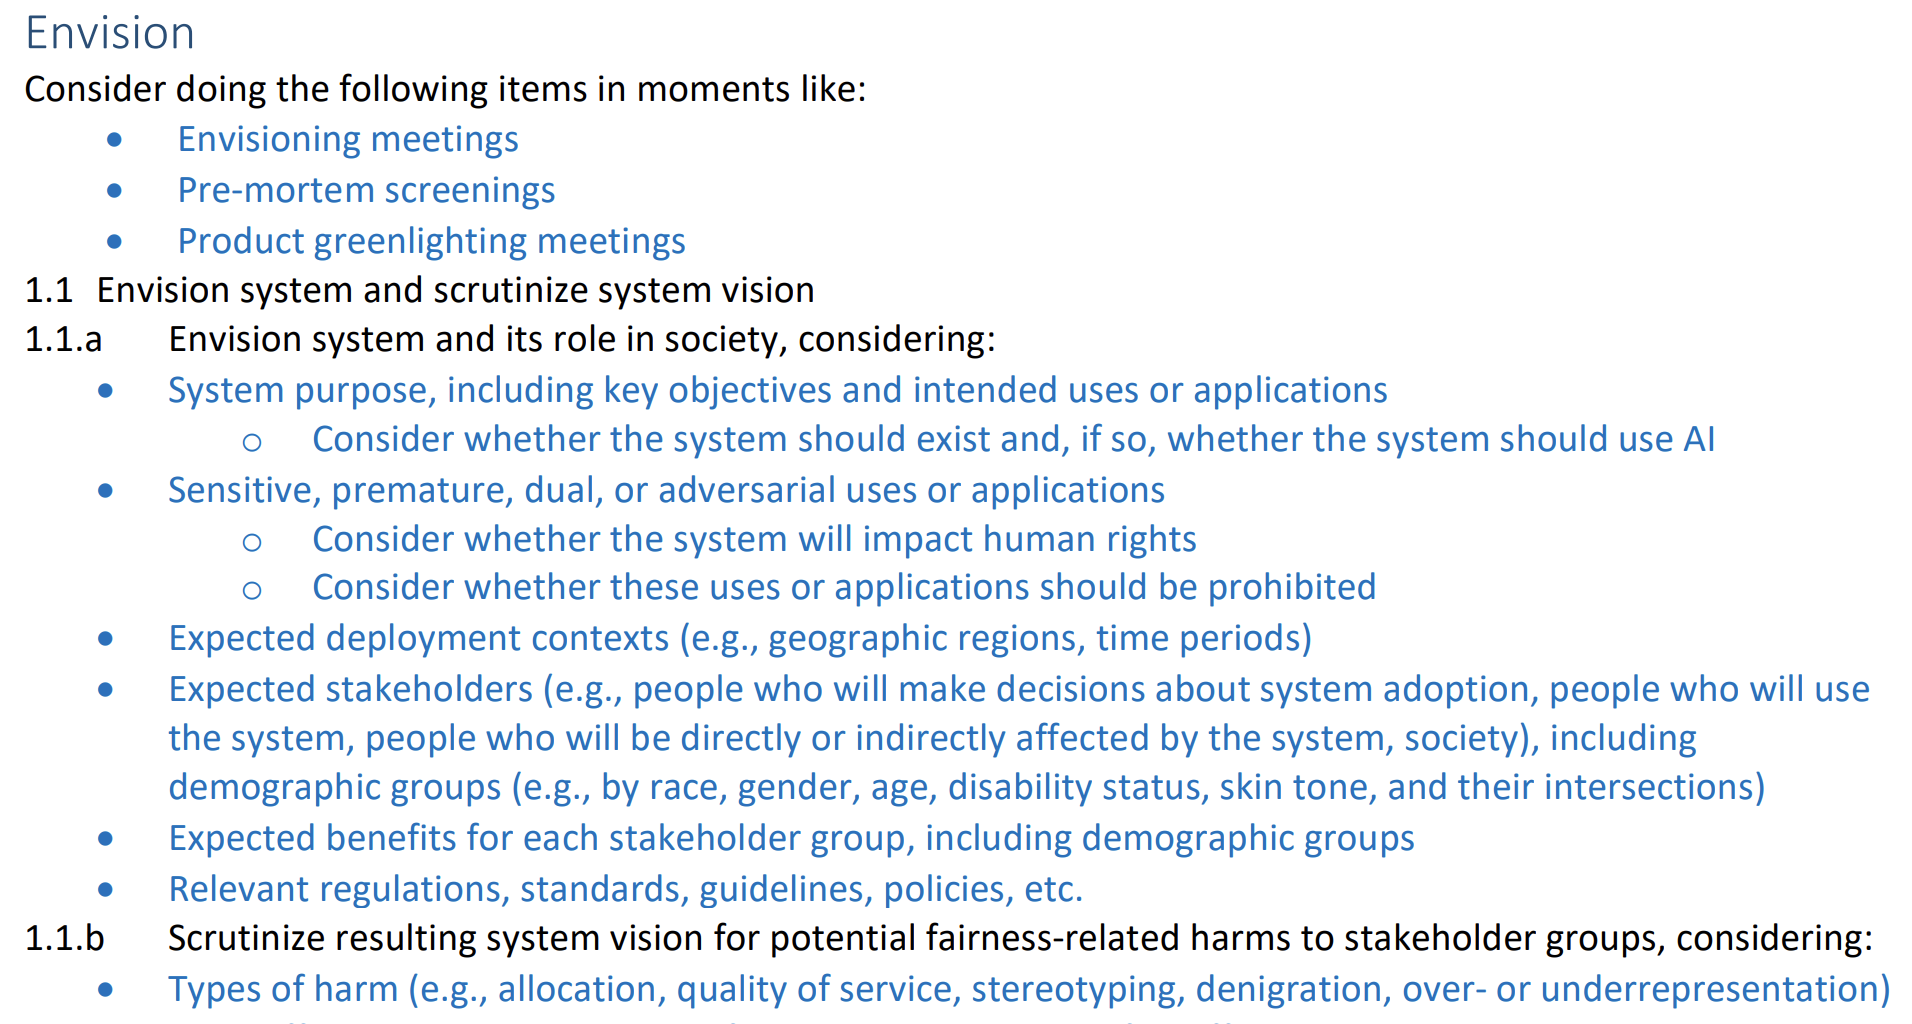 Envision
Consider doing the following items in moments like:
• Envisioning meetings
• Pre-mortem screenings
• Product greenlighting meetings
1.1 Envision system and scrutinize system vision
1.1.a Envision system and its role in society, considering:
• System purpose, including key objectives and intended uses or applications
o Consider whether the system should exist and, if so, whether the system should use AI
• Sensitive, premature, dual, or adversarial uses or applications
o Consider whether the system will impact human rights
o Consider whether these uses or applications should be prohibited
• Expected deployment contexts (e.g., geographic regions, time periods)
• Expected stakeholders (e.g., people who will make decisions about system adoption, people who will use
the system, people who will be directly or indirectly affected by the system, society), including
demographic groups (e.g., by race, gender, age, disability status, skin tone, and their intersections)
• Expected benefits for each stakeholder group, including demographic groups
• Relevant regulations, standards, guidelines, policies, etc.
1.1.b Scrutinize resulting system vision for potential fairness-related harms to stakeholder groups, considering:
• Types of harm (e.g., allocation, quality of service, stereotyping, denigration, over- or underrepresentation)